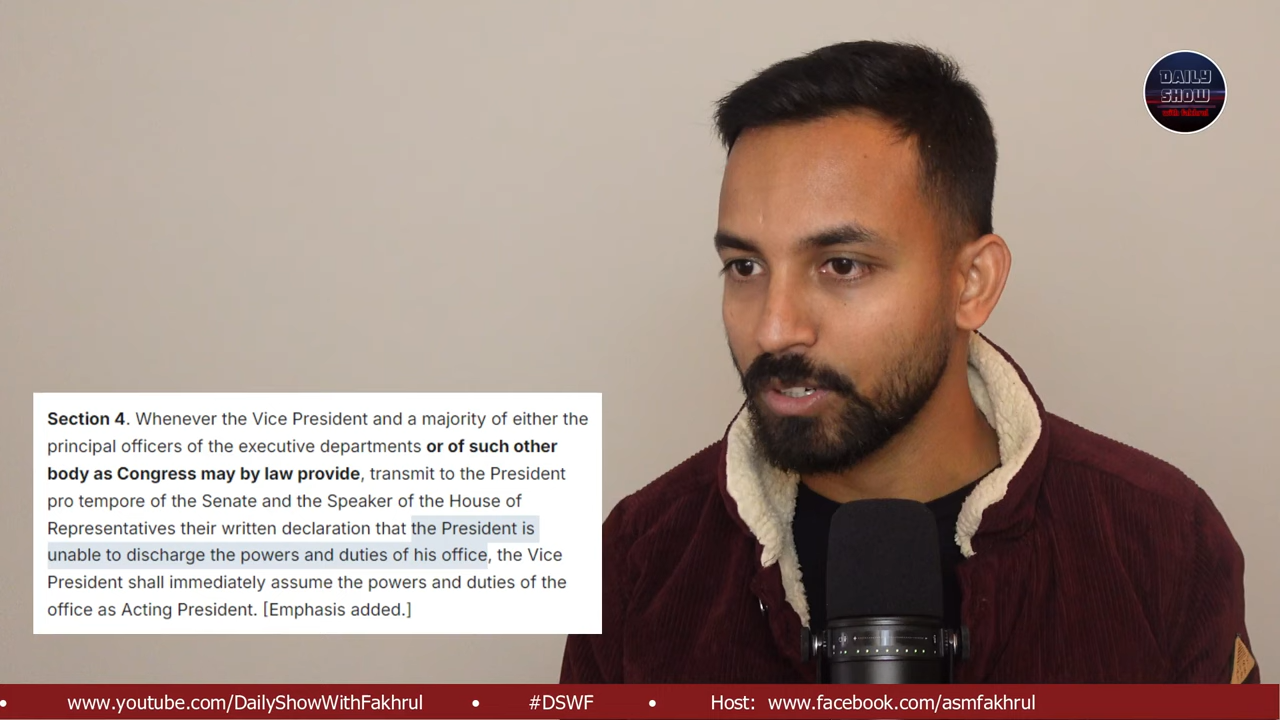 DAILY
SHOW
with Fakhrul
Section 4. Whenever the Vice President and a majority of either the
principal officers of the executive departments or of such other
body as Congress may by law provide, transmit to the President
pro tempore of the Senate and the Speaker of the House of
Representatives their written declaration that the President is
unable to discharge the powers and duties of his office, the Vice
President shall immediately assume the powers and duties of the
office as Acting President. [Emphasis added.]
• www.youtube.com/DailyShowWithFakhrul • #DSWF • Host: www.facebook.com/asmfakhrul